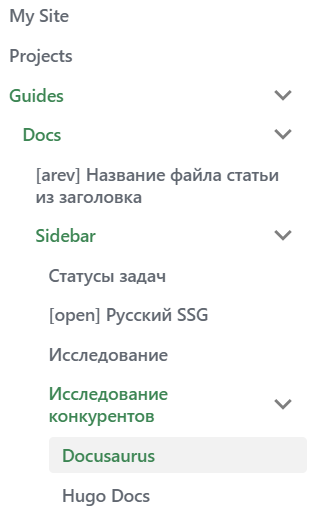 My Site
Projects
Guides
Docs
[arev] Название файла статьи
из заголовка
Sidebar
Статусы задач
[open] Русский SSG
Исследование
Исследование
конкурентов
Docusaurus
Hugo Docs